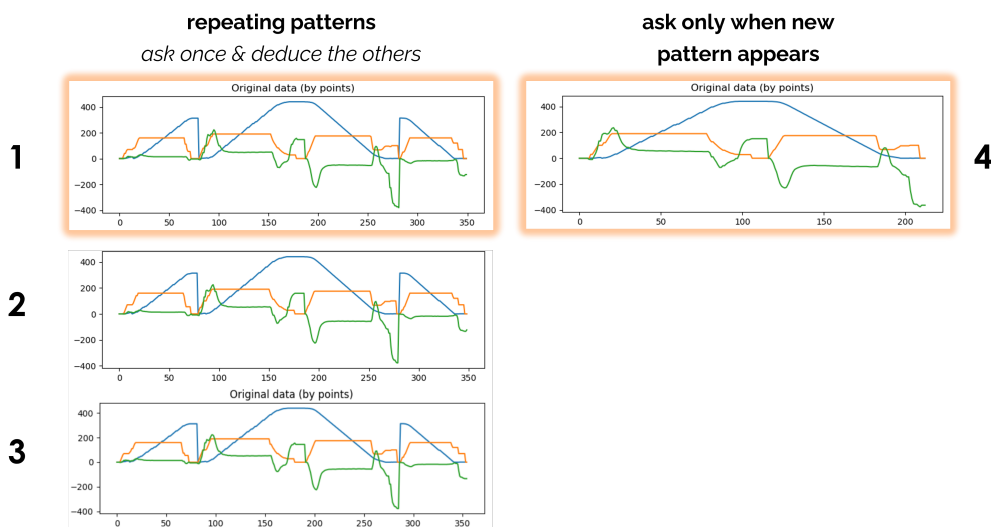 repeating patterns
ask once & deduce the others
ask only when new
pattern appears
1
Original data (by points)
400
200
0
−200
−400
0 50 100 150 200 250 300 350
Original data (by points)
400
200
0
−200
−400
0 50 100 150 200
4
2
400
200
0
−200
−400
0 50 100 150 200 250 300 350
3
Original data (by points)
400
200
0
−200
−400
0 50 100 150 200 250 300 350